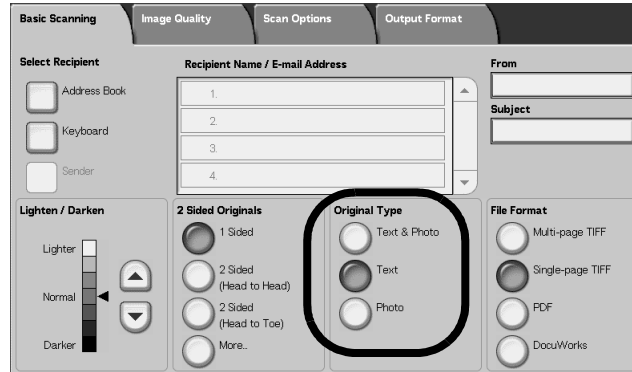 Basic Scanning
Image Quality
Scan Options
Output Format
Select Recipient
Address Book
Keyboard
Sender
Recipient Name / E-mail Address
1.
2.
3.
4.
From
Subject
Lighten / Darken
Lighter
Normal
Darker
2 Sided Originals
1 Sided
2 Sided
(Head to Head)
2 Sided
(Head to Toe)
More..
Original Type
Text & Photo
Text
Photo
File Format
Multi-page TIFF
Single-page TIFF
PDF
DocuWorks